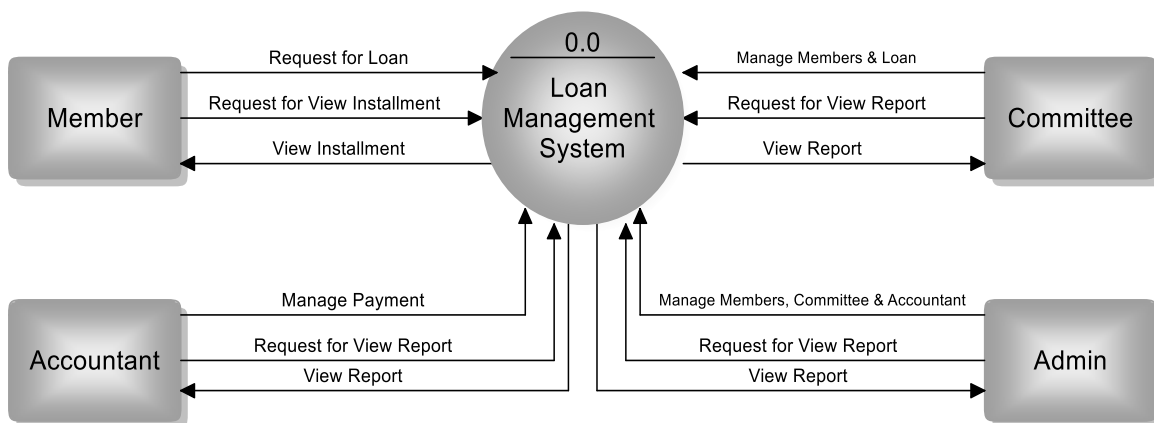 0.0
Loan
Management
System
Member
Request for Loan
Request for View Installment
View Installment
Manage Members & Loan
Request for View Report
View Report
Committee
Accountant
Manage Payment
Request for View Report
View Report
Manage Members, Committee & Accountant
Request for View Report
View Report
Admin